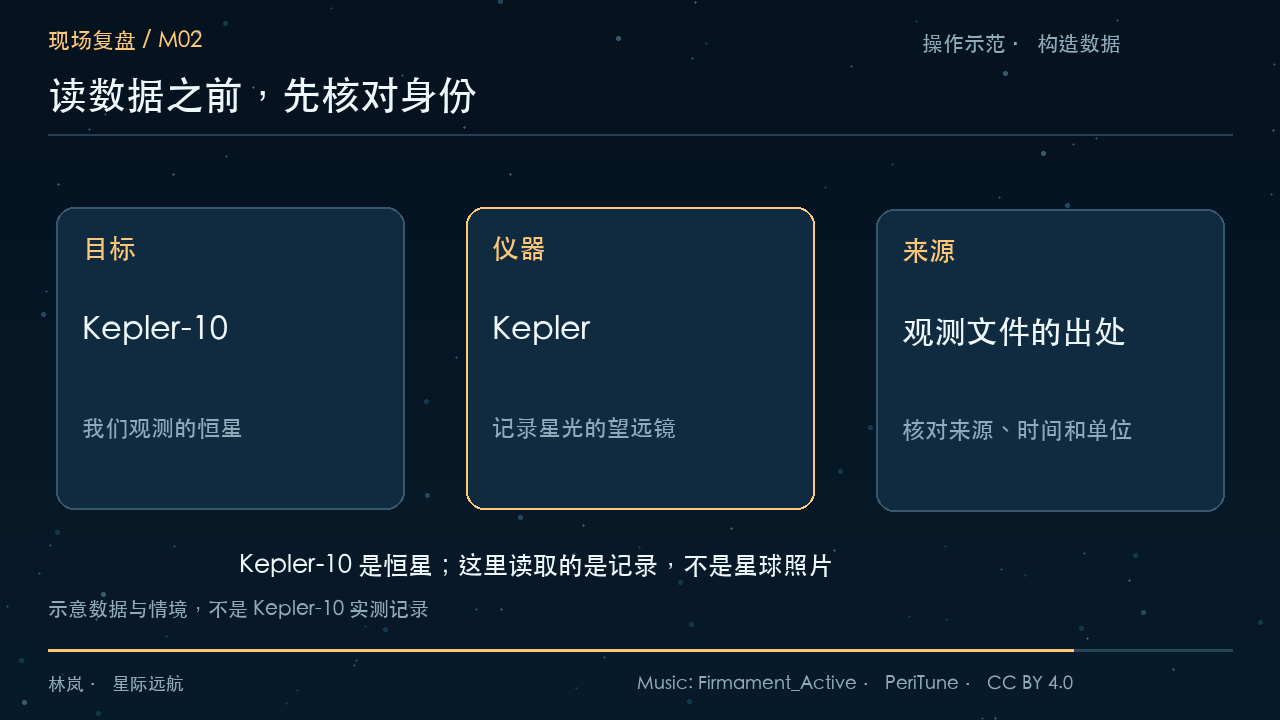 现场复盘 / M02
操作示范 · 构造数据
读数据之前，先核对身份
目标
Kepler-10
我们观测的恒星
仪器
Kepler
记录星光的望远镜
来源
观测文件的出处
核对来源、时间和单位
Kepler-10 是恒星；这里读取的是记录，不是星球照片
示意数据与情境，不是 Kepler-10 实测记录
林岚 · 星际远航
Music: Firmament_Active · PeriTune · CC BY 4.0